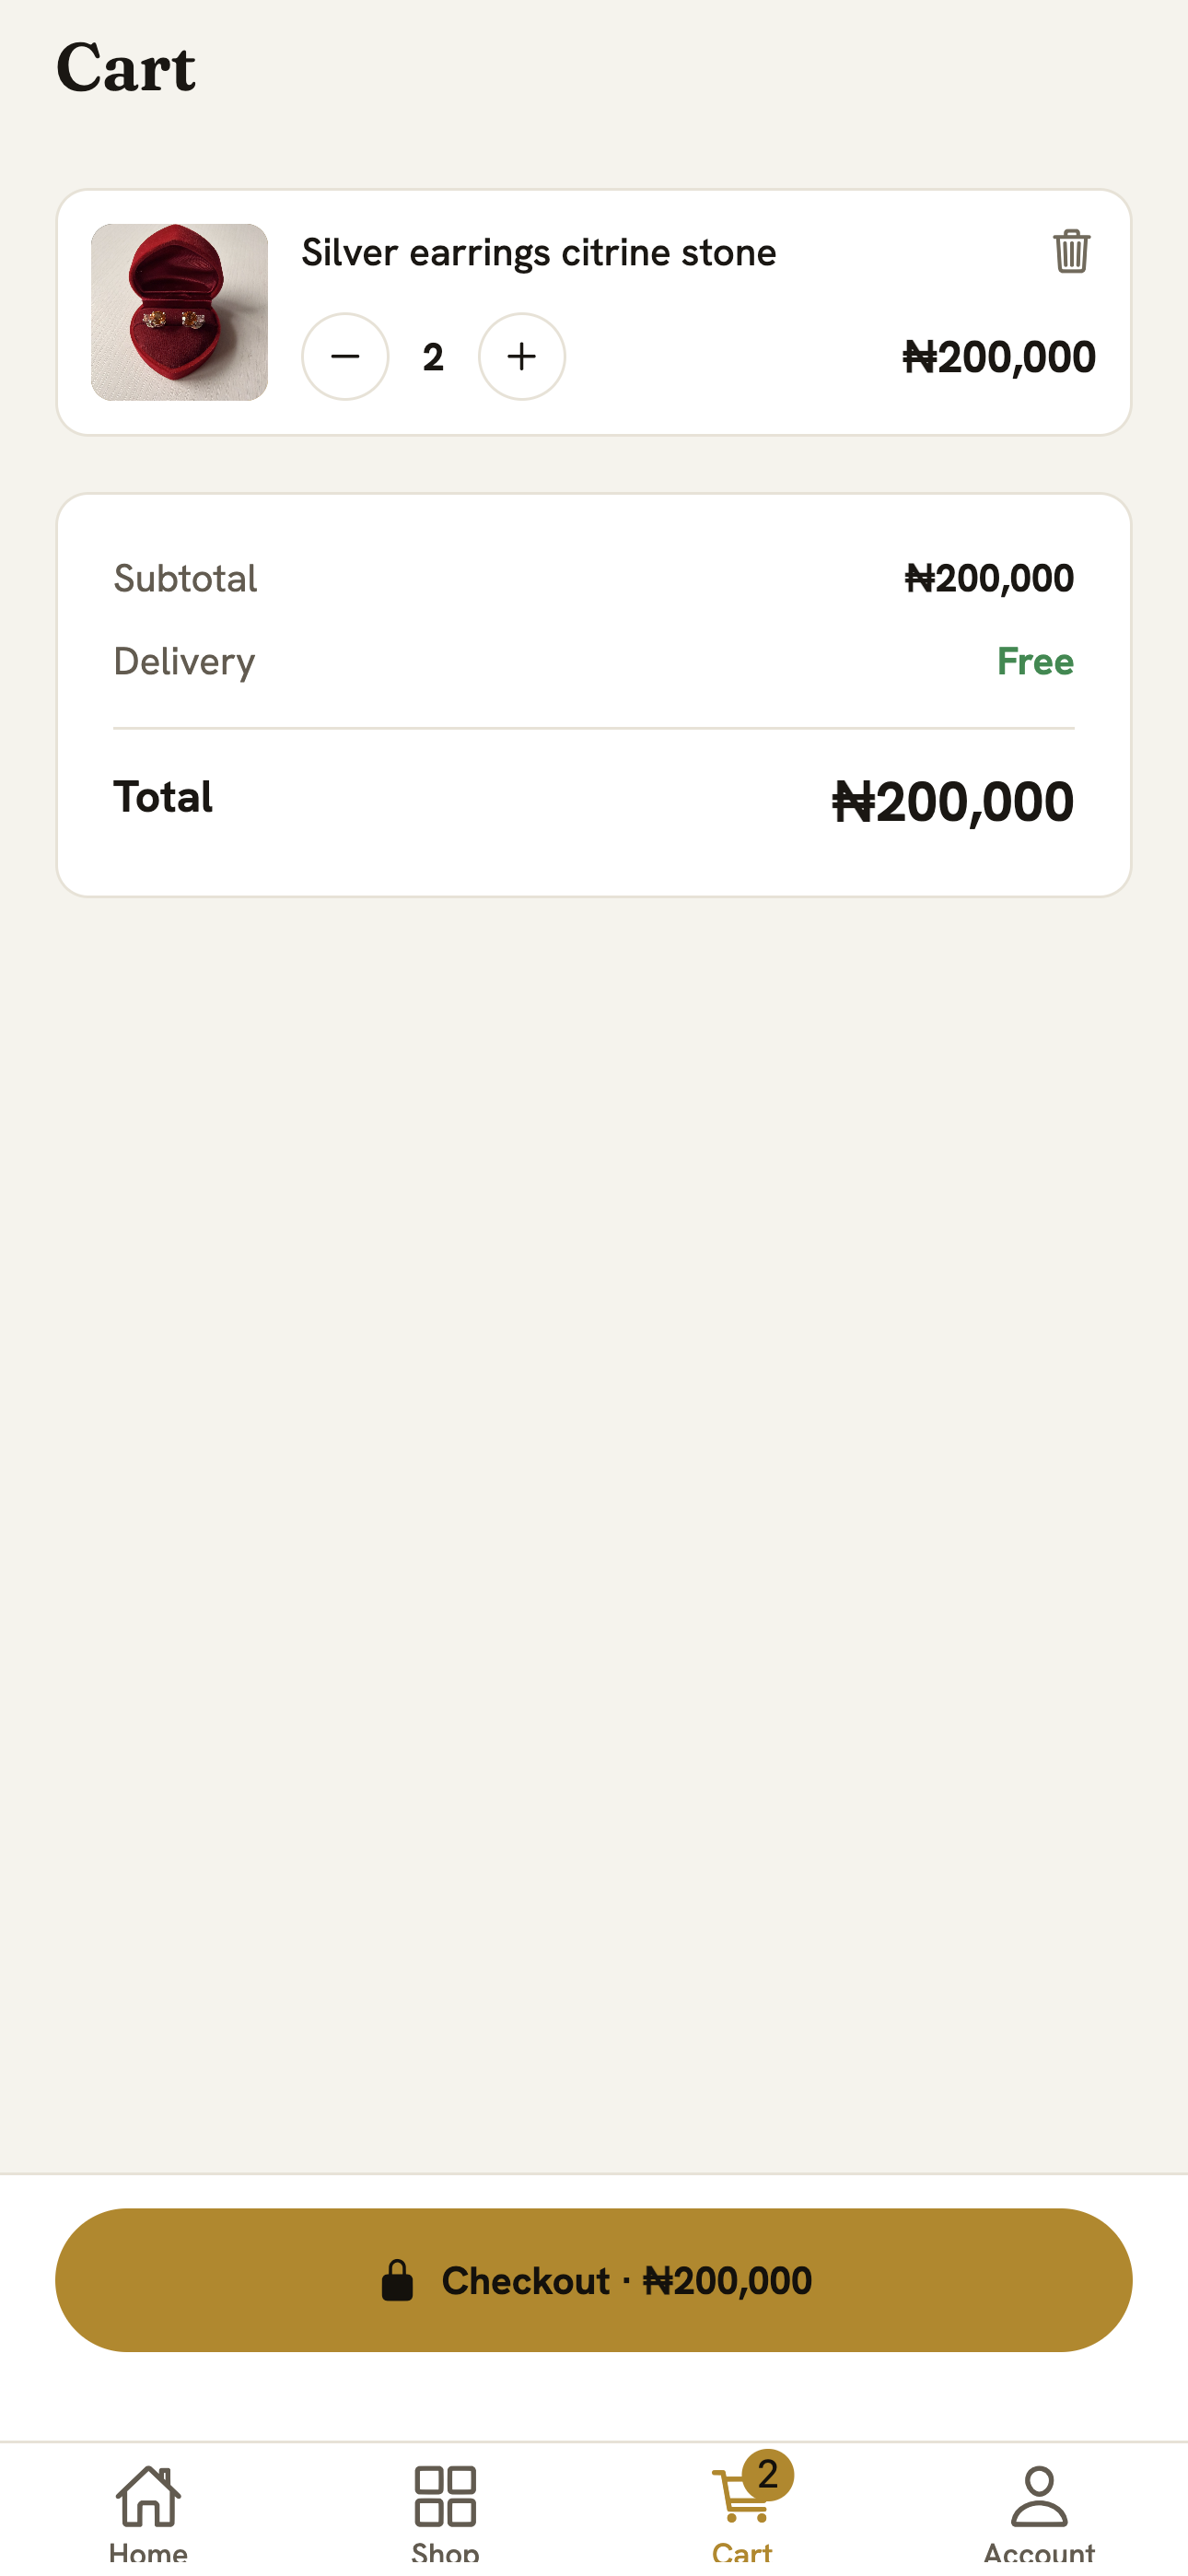 Cart
Silver earrings citrine stone
2
₦200,000
Subtotal ₦200,000
Delivery Free
Total ₦200,000
Checkout · ₦200,000
2
Home Shop Cart Account